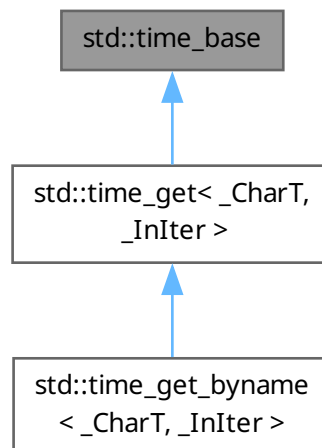 std::time_base
std::time_get< _CharT,
_InIter >
std::time_get_byname
< _CharT, _InIter >